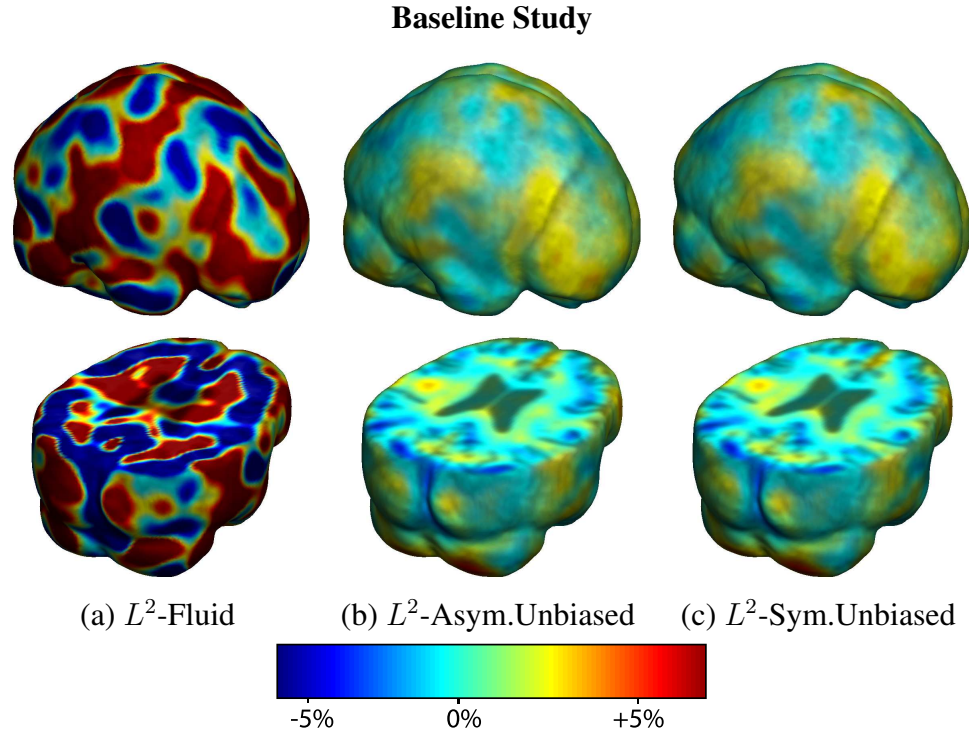 Baseline Study
(a) L²-Fluid
(b) L²-Asym.Unbiased
(c) L²-Sym.Unbiased
-5% 0% +5%